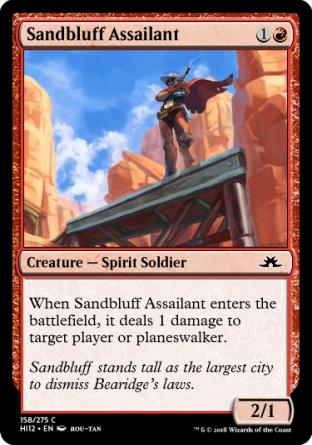 Sandbluff Assailant 1
Creature — Spirit Soldier
When Sandbluff Assailant enters the
battlefield, it deals 1 damage to
target player or planeswalker.
Sandbluff stands tall as the largest city
to dismiss Bearidge's laws.
2/1
158/275 C
HI12 • EN ROU-TAN
™ & © 2018 Wizards of the Coast